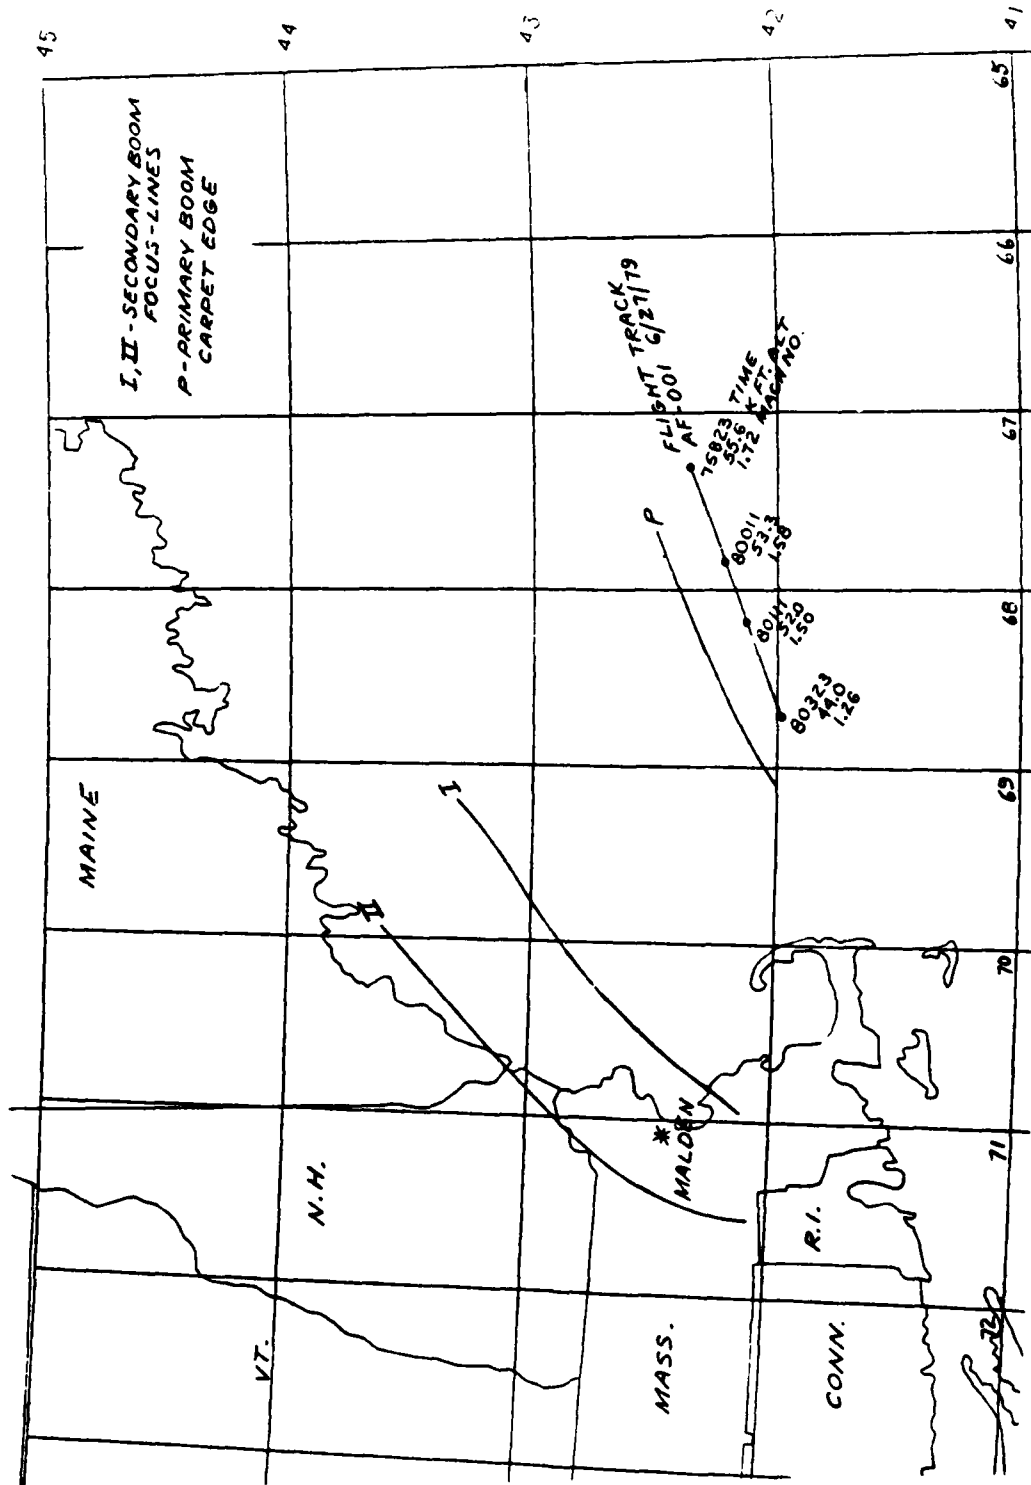 I, II - SECONDARY BOOM
FOCUS-LINES
P-PRIMARY BOOM
CARPET EDGE
45
44
43
42
41
65
66
67
68
69
70
71
72
MAINE
N.H.
VT.
MASS.
CONN.
R.I.
MALDEN
*
I
II
P
FLIGHT TRACK
AF-001 6/27/79
75823 TIME
55.6 K FT. ALT
1.72 MACH NO.
80011
53.3
1.58
80111
52.0
1.50
80323
44.0
1.26